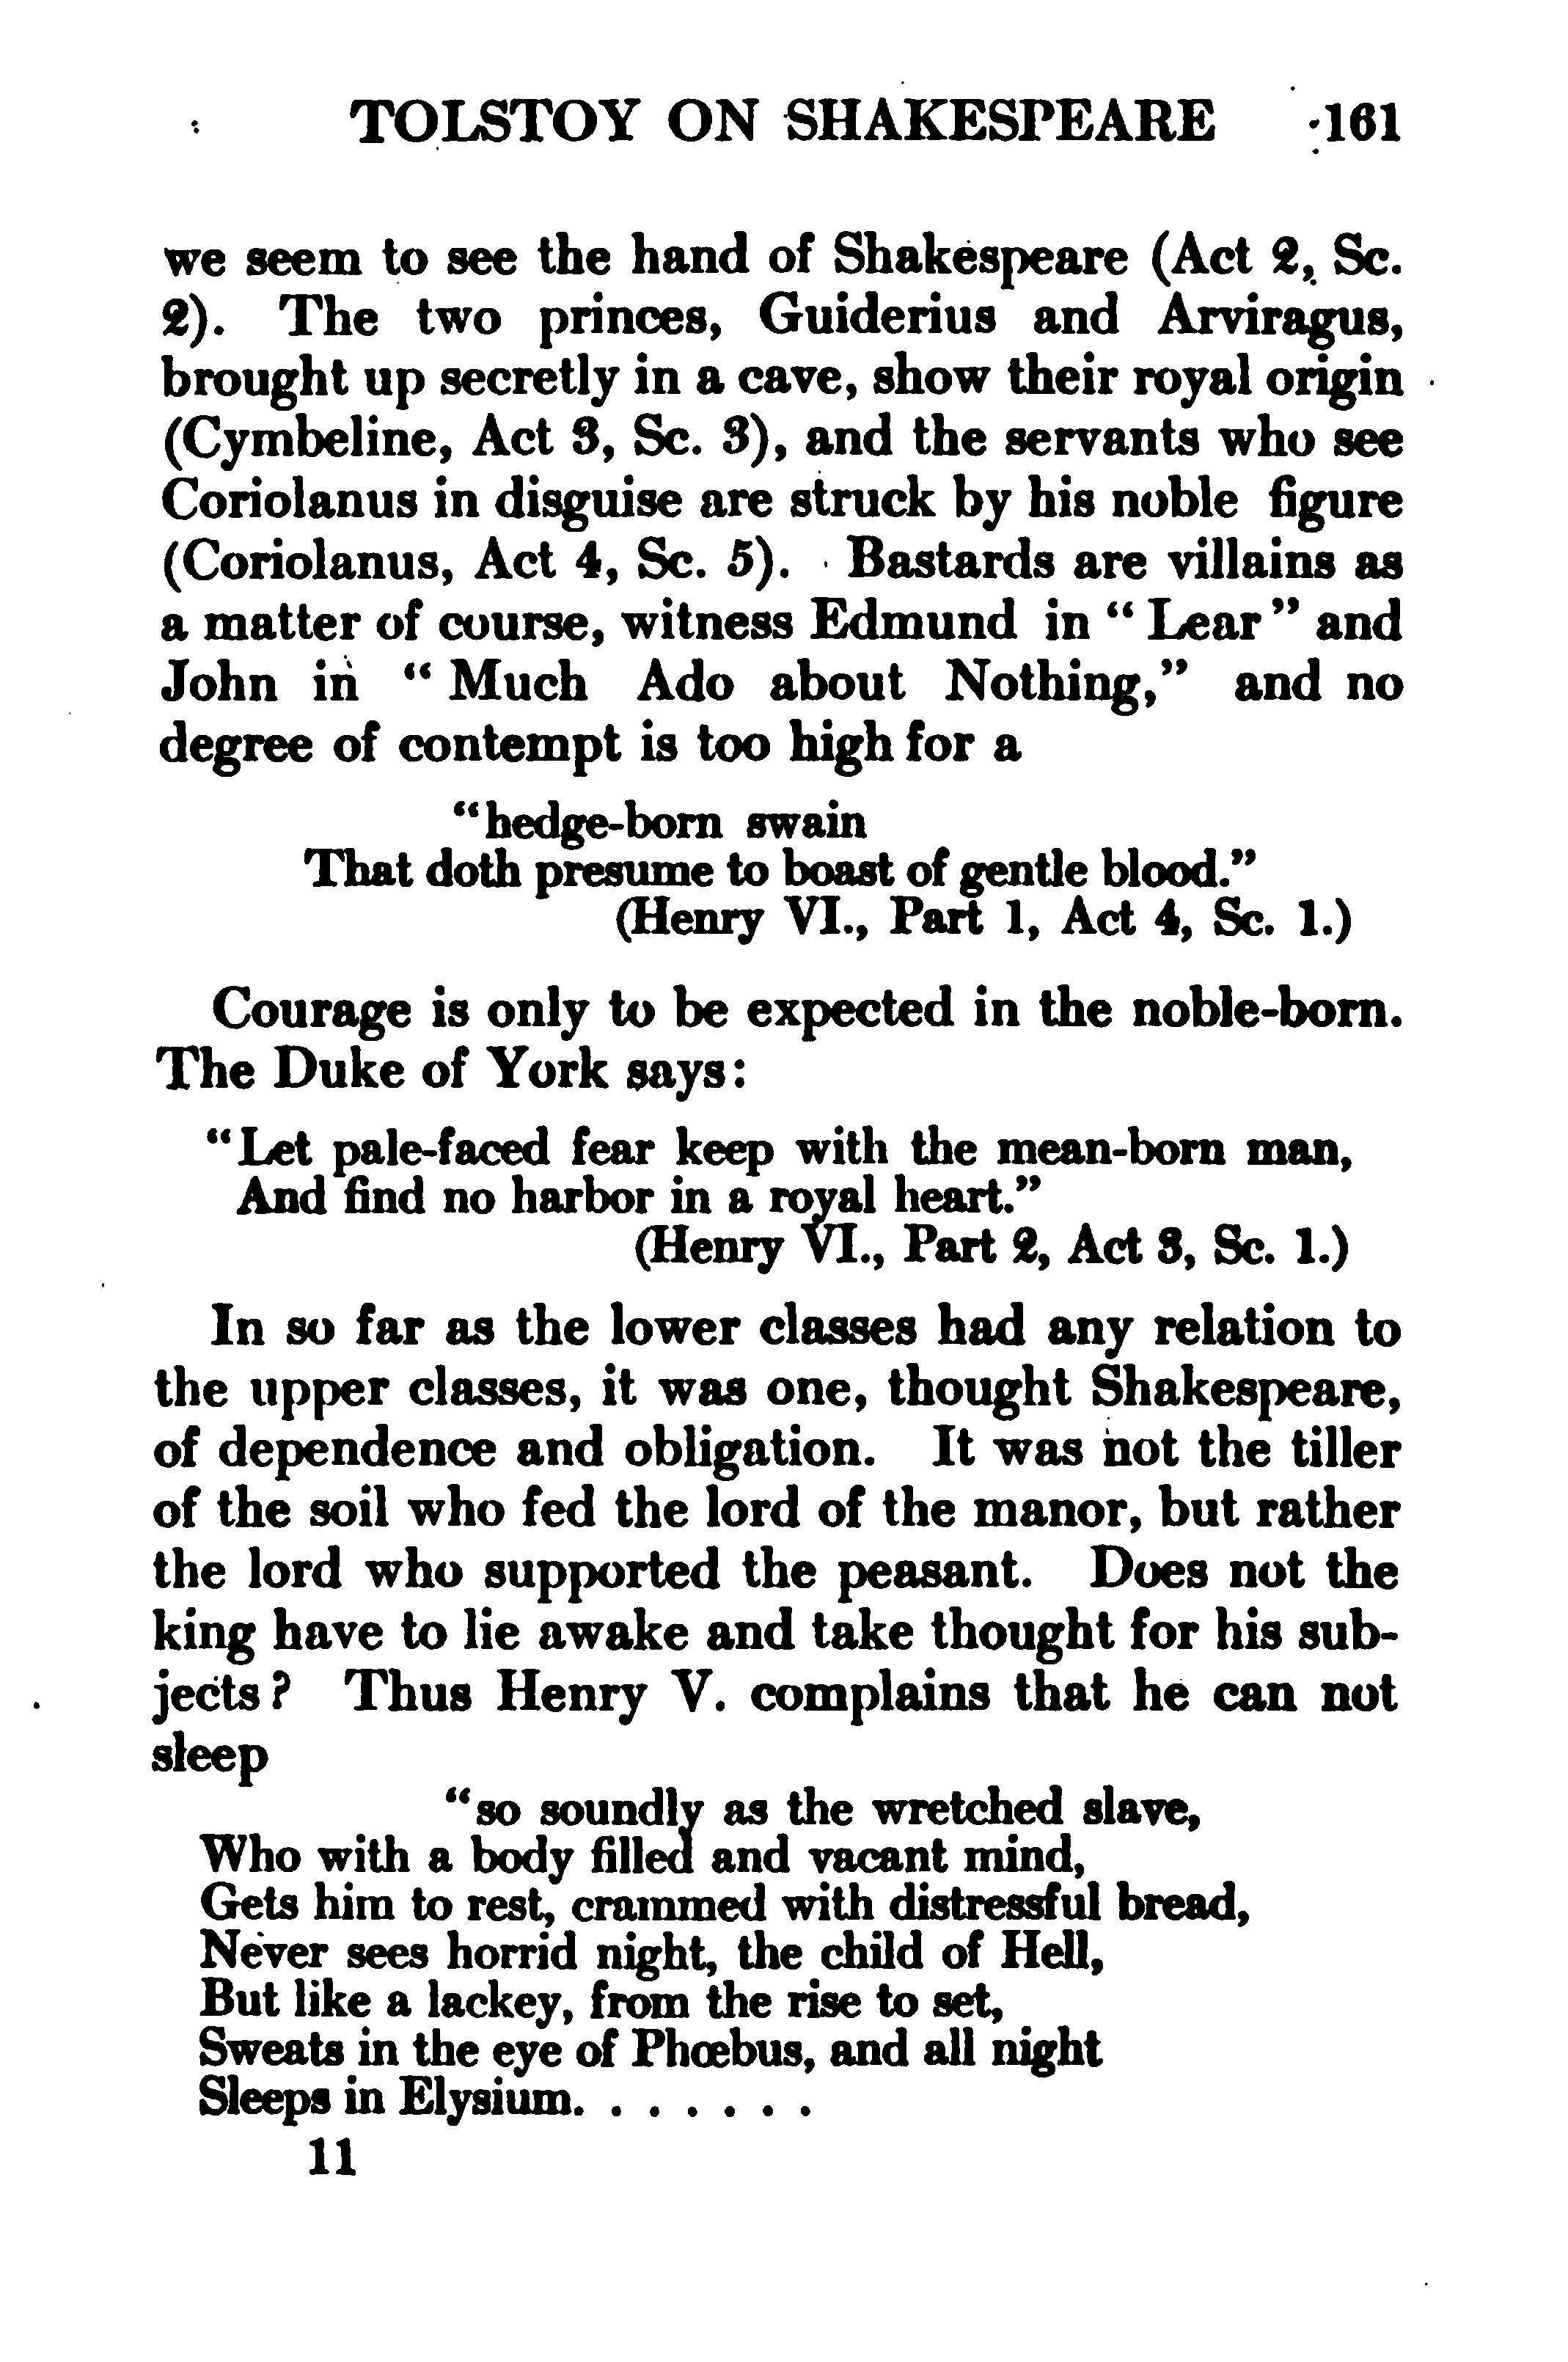 TOLSTOY ON SHAKESPEARE 161
we seem to see the hand of Shakespeare (Act 2, Sc.
2). The two princes, Guiderius and Arviragus,
brought up secretly in a cave, show their royal origin
(Cymbeline, Act 3, Sc. 3), and the servants who see
Coriolanus in disguise are struck by his noble figure
(Coriolanus, Act 4, Sc. 5). Bastards are villains as
a matter of course, witness Edmund in “Lear” and
John in “Much Ado about Nothing,” and no
degree of contempt is too high for a
“hedge-born swain
That doth presume to boast of gentle blood.”
(Henry VI., Part 1, Act 4, Sc. 1.)
Courage is only to be expected in the noble-born.
The Duke of York says:
“Let pale-faced fear keep with the mean-born man,
And find no harbor in a royal heart.”
(Henry VI., Part 2, Act 3, Sc. 1.)
In so far as the lower classes had any relation to
the upper classes, it was one, thought Shakespeare,
of dependence and obligation. It was not the tiller
of the soil who fed the lord of the manor, but rather
the lord who supported the peasant. Does not the
king have to lie awake and take thought for his sub-
jects? Thus Henry V. complains that he can not
sleep
“so soundly as the wretched slave,
Who with a body filled and vacant mind,
Gets him to rest, crammed with distressful bread,
Never sees horrid night, the child of Hell,
But like a lackey, from the rise to set,
Sweats in the eye of Phœbus, and all night
Sleeps in Elysium. . . . . . .
11